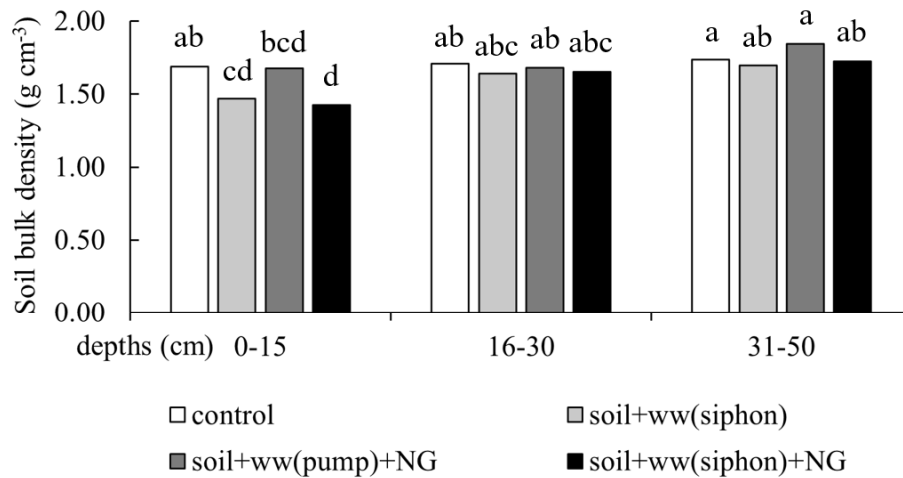 Soil bulk density (g cm⁻³)
2.00
1.50
1.00
0.50
0.00
ab
cd
bcd
d
ab
abc
ab
abc
a
ab
a
ab
depths (cm) 0-15 16-30 31-50
control soil+ww(siphon)
soil+ww(pump)+NG soil+ww(siphon)+NG